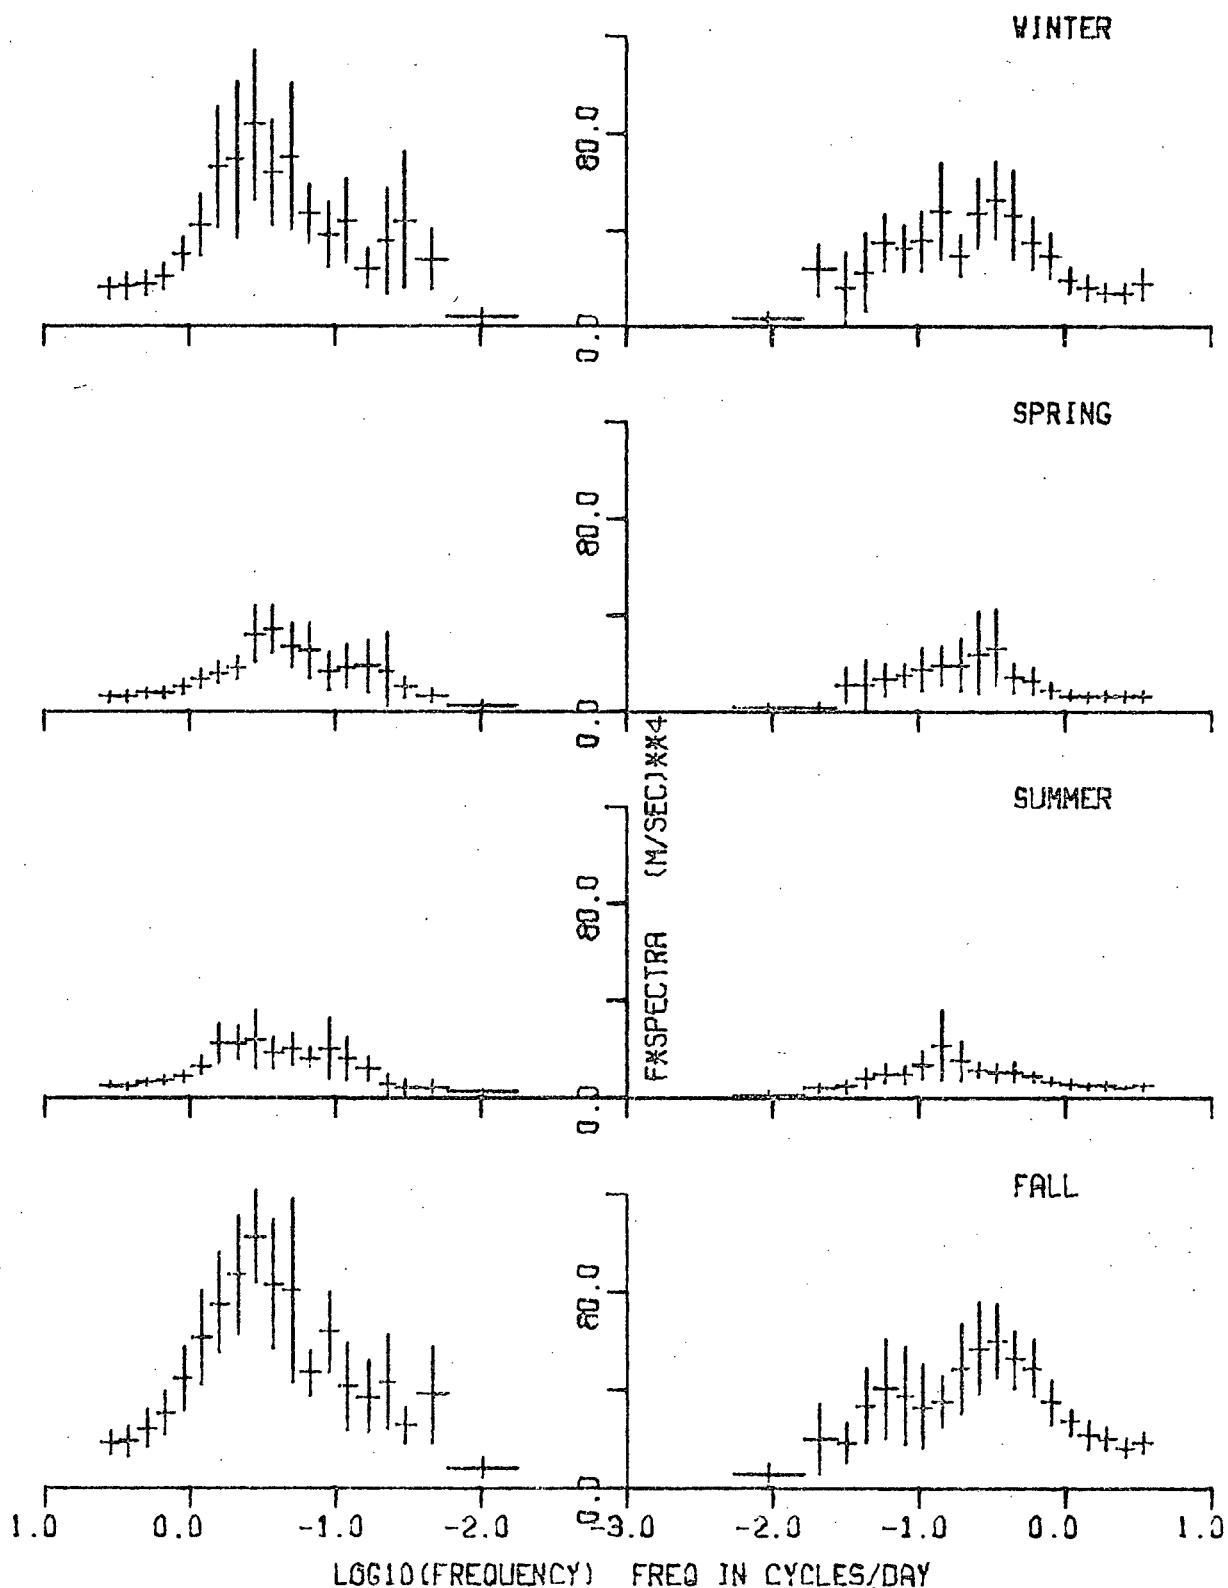 WINTER
80.0
0.0
SPRING
80.0
0.0
SUMMER
80.0
0.0
F*SPECTRA (M/SEC)**4
FALL
80.0
0.0
1.0 0.0 -1.0 -2.0 -3.0 -2.0 -1.0 0.0 1.0
LOG10(FREQUENCY) FREQ IN CYCLES/DAY